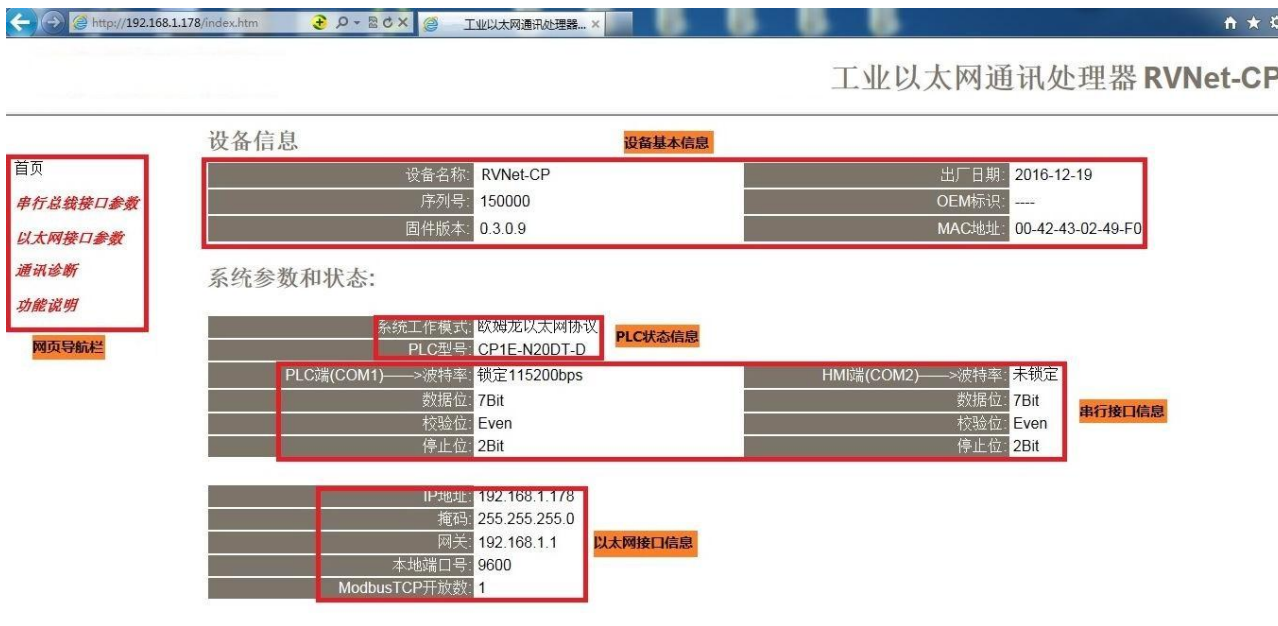 http://192.168.1.178/index.htm
工业以太网通讯处理器...
工业以太网通讯处理器 RVNet-CP
首页
串行总线接口参数
以太网接口参数
通讯诊断
功能说明
网页导航栏
设备信息
设备基本信息
设备名称: RVNet-CP 出厂日期: 2016-12-19
序列号: 150000 OEM标识: ----
固件版本: 0.3.0.9 MAC地址: 00-42-43-02-49-F0
系统参数和状态:
系统工作模式: 欧姆龙以太网协议
PLC型号: CP1E-N20DT-D
PLC状态信息
PLC端(COM1)——>波特率: 锁定115200bps HMI端(COM2)——>波特率: 未锁定
数据位: 7Bit 数据位: 7Bit
校验位: Even 校验位: Even
停止位: 2Bit 停止位: 2Bit
串行接口信息
IP地址: 192.168.1.178
掩码: 255.255.255.0
网关: 192.168.1.1
以太网接口信息
本地端口号: 9600
ModbusTCP开放数: 1